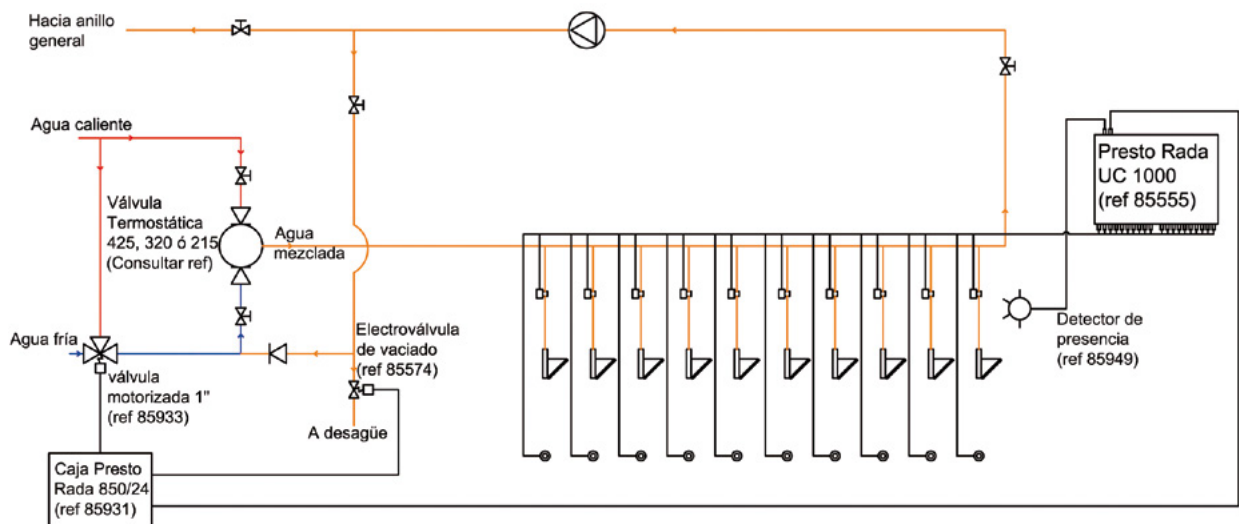 Hacia anillo
general
Agua caliente
Válvula
Termostática
425, 320 ó 215
(Consultar ref)
Agua
mezclada
Presto Rada
UC 1000
(ref 85555)
Agua fría
válvula
motorizada 1"
(ref 85933)
Electroválvula
de vaciado
(ref 85574)
A desagüe
Detector de
presencia
(ref 85949)
Caja Presto
Rada 850/24
(ref 85931)